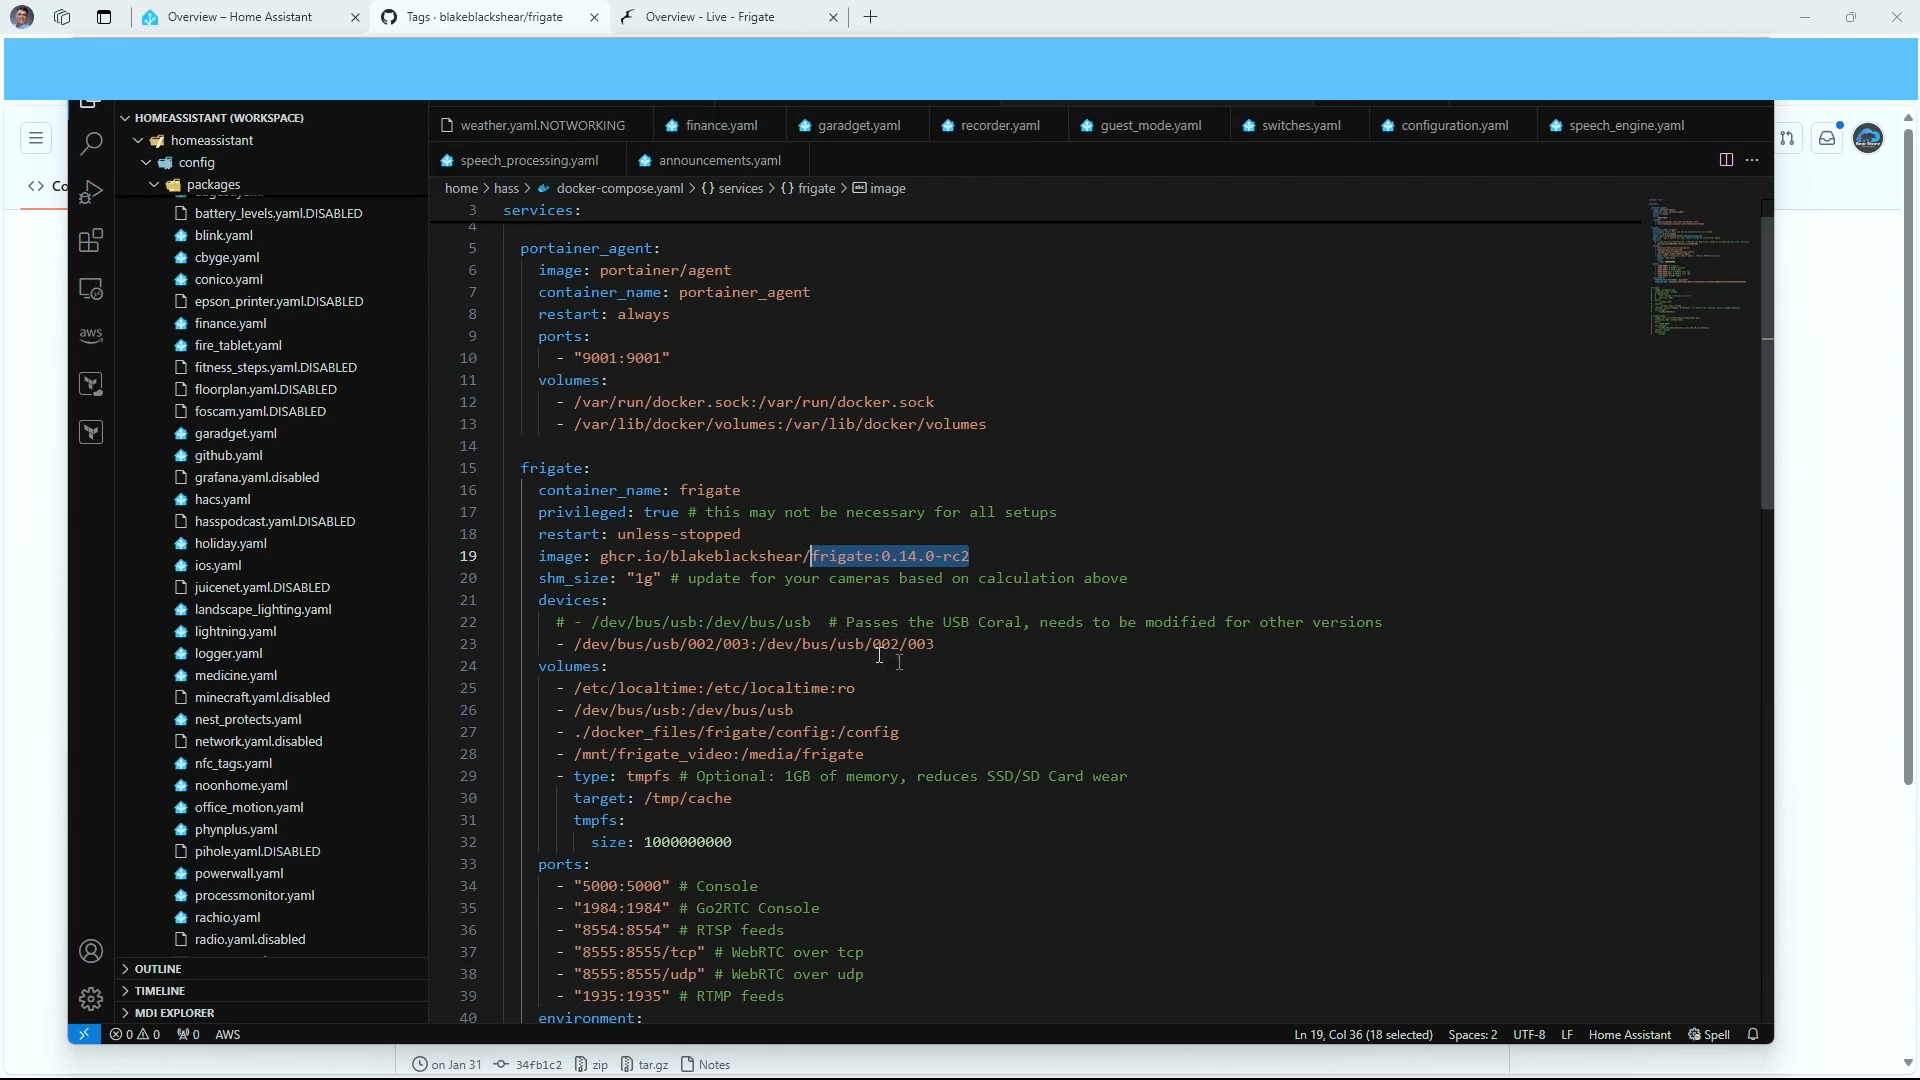 Overview – Home Assistant
Tags · blakeblackshear/frigate
Overview - Live - Frigate
<> Co
HOMEASSISTANT (WORKSPACE)
homeassistant
config
packages
battery_levels.yaml.DISABLED
blink.yaml
cbyge.yaml
conico.yaml
epson_printer.yaml.DISABLED
finance.yaml
fire_tablet.yaml
fitness_steps.yaml.DISABLED
floorplan.yaml.DISABLED
foscam.yaml.DISABLED
garadget.yaml
github.yaml
grafana.yaml.disabled
hacs.yaml
hasspodcast.yaml.DISABLED
holiday.yaml
ios.yaml
juicenet.yaml.DISABLED
landscape_lighting.yaml
lightning.yaml
logger.yaml
medicine.yaml
minecraft.yaml.disabled
nest_protects.yaml
network.yaml.disabled
nfc_tags.yaml
noonhome.yaml
office_motion.yaml
phynplus.yaml
pihole.yaml.DISABLED
powerwall.yaml
processmonitor.yaml
rachio.yaml
radio.yaml.disabled
OUTLINE
TIMELINE
MDI EXPLORER
aws
weather.yaml.NOTWORKING
finance.yaml
garadget.yaml
recorder.yaml
guest_mode.yaml
switches.yaml
configuration.yaml
speech_engine.yaml
speech_processing.yaml
announcements.yaml
home > hass > docker-compose.yaml > {} services > {} frigate > image
3 services:
4
5 portainer_agent:
6 image: portainer/agent
7 container_name: portainer_agent
8 restart: always
9 ports:
10 - "9001:9001"
11 volumes:
12 - /var/run/docker.sock:/var/run/docker.sock
13 - /var/lib/docker/volumes:/var/lib/docker/volumes
14
15 frigate:
16 container_name: frigate
17 privileged: true # this may not be necessary for all setups
18 restart: unless-stopped
19 image: ghcr.io/blakeblackshear/frigate:0.14.0-rc2
20 shm_size: "1g" # update for your cameras based on calculation above
21 devices:
22 # - /dev/bus/usb:/dev/bus/usb # Passes the USB Coral, needs to be modified for other versions
23 - /dev/bus/usb/002/003:/dev/bus/usb/002/003
24 volumes:
25 - /etc/localtime:/etc/localtime:ro
26 - /dev/bus/usb:/dev/bus/usb
27 - ./docker_files/frigate/config:/config
28 - /mnt/frigate_video:/media/frigate
29 - type: tmpfs # Optional: 1GB of memory, reduces SSD/SD Card wear
30 target: /tmp/cache
31 tmpfs:
32 size: 1000000000
33 ports:
34 - "5000:5000" # Console
35 - "1984:1984" # Go2RTC Console
36 - "8554:8554" # RTSP feeds
37 - "8555:8555/tcp" # WebRTC over tcp
38 - "8555:8555/udp" # WebRTC over udp
39 - "1935:1935" # RTMP feeds
40 environment:
0 0 0 AWS
Ln 19, Col 36 (18 selected) Spaces: 2 UTF-8 LF Home Assistant Spell
on Jan 31 34fb1c2 zip tar.gz Notes